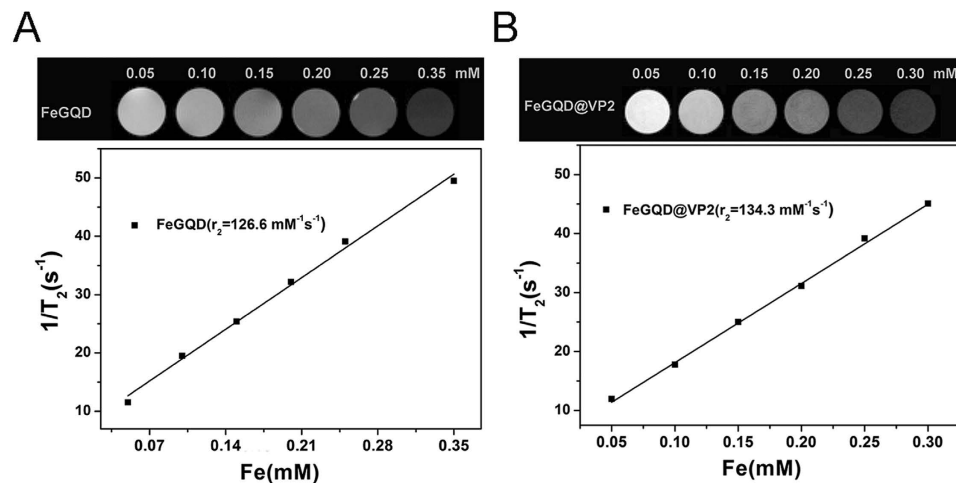 A
0.05 0.10 0.15 0.20 0.25 0.35 mM
FeGQD
50
40
30
20
10
1/T₂(s⁻¹)
FeGQD(r₂=126.6 mM⁻¹s⁻¹)
0.07 0.14 0.21 0.28 0.35
Fe(mM)
B
0.05 0.10 0.15 0.20 0.25 0.30 mM
FeGQD@VP2
50
40
30
20
10
1/T₂(s⁻¹)
FeGQD@VP2(r₂=134.3 mM⁻¹s⁻¹)
0.05 0.10 0.15 0.20 0.25 0.30
Fe(mM)